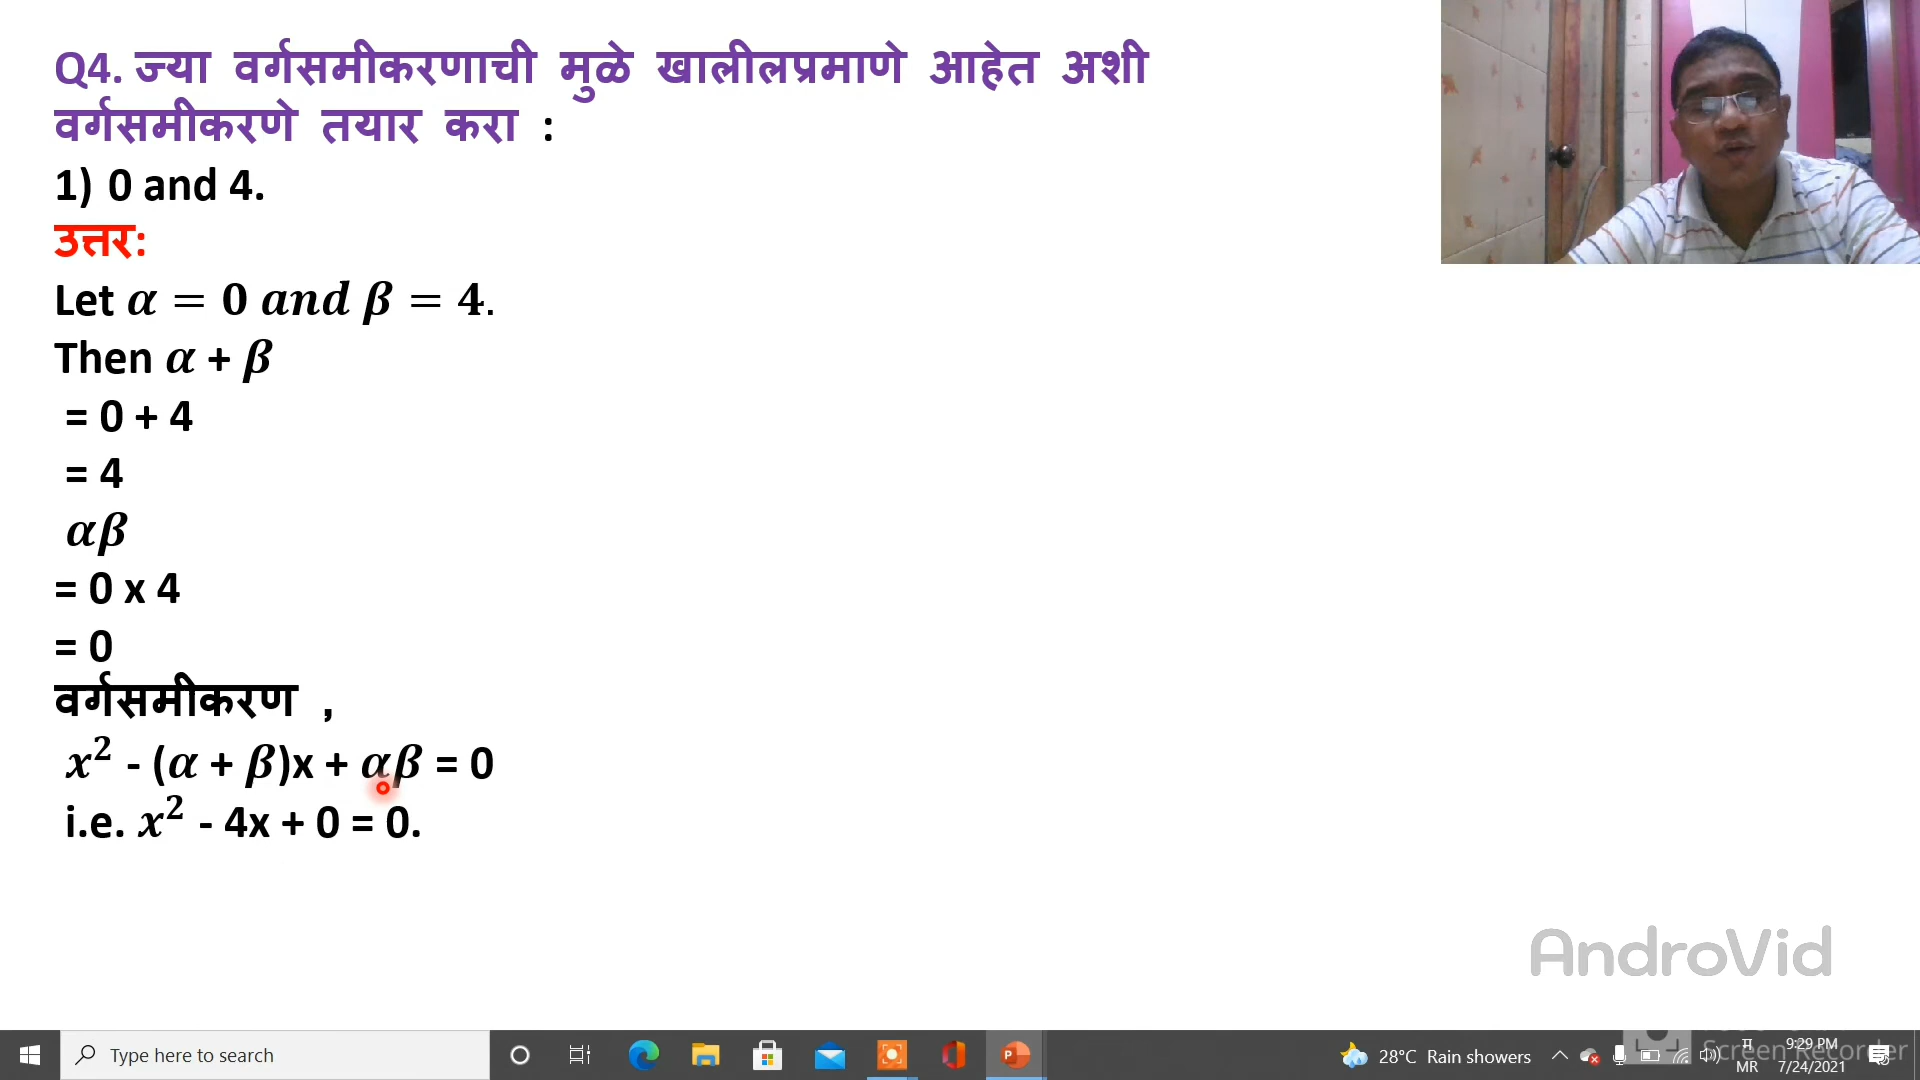 Q4. ज्या वर्गसमीकरणाची मुळे खालीलप्रमाणे आहेत अशी
वर्गसमीकरणे तयार करा :
1) 0 and 4.
उत्तर:
Let α = 0 and β = 4.
Then α + β
= 0 + 4
= 4
αβ
= 0 x 4
= 0
वर्गसमीकरण ,
x² - (α + β)x + αβ = 0
i.e. x² - 4x + 0 = 0.
AndroVid
Type here to search
28°C Rain showers
MR
9:29 PM
7/24/2021
Screen Recorder